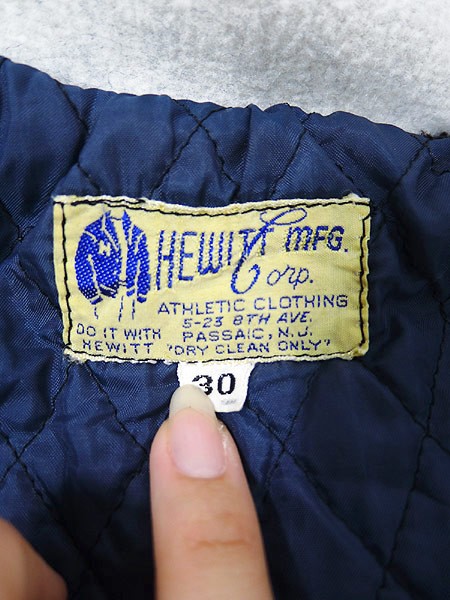 HEWITT MFG.
Corp.
ATHLETIC CLOTHING
5-23 8TH AVE.
DO IT WITH PASSAIC, N.J.
HEWITT "DRY CLEAN ONLY"
30